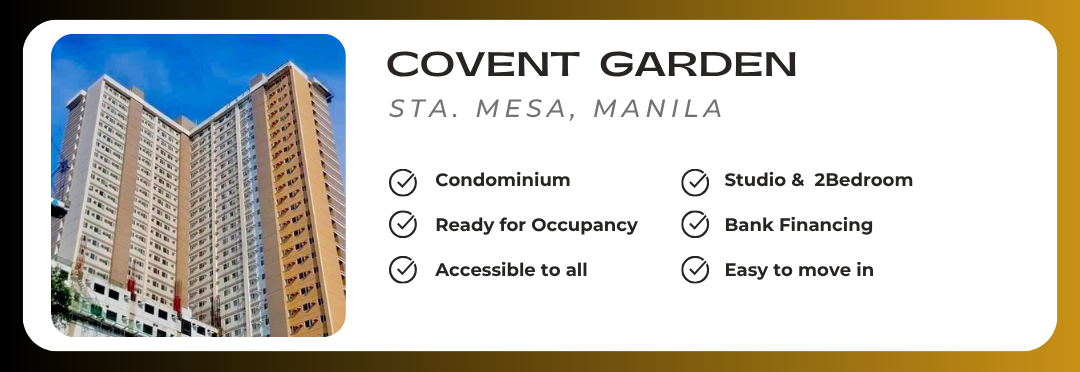 COVENT GARDEN
STA. MESA, MANILA
Condominium
Ready for Occupancy
Accessible to all
Studio & 2Bedroom
Bank Financing
Easy to move in